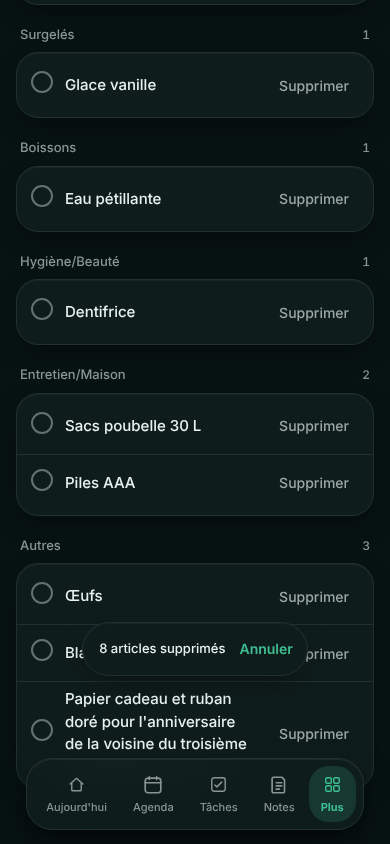 Surgelés 1
Glace vanille Supprimer
Boissons 1
Eau pétillante Supprimer
Hygiène/Beauté 1
Dentifrice Supprimer
Entretien/Maison 2
Sacs poubelle 30 L Supprimer
Piles AAA Supprimer
Autres 3
Œufs Supprimer
8 articles supprimés Annuler
Papier cadeau et ruban
doré pour l'anniversaire
de la voisine du troisième Supprimer
Aujourd'hui Agenda Tâches Notes Plus